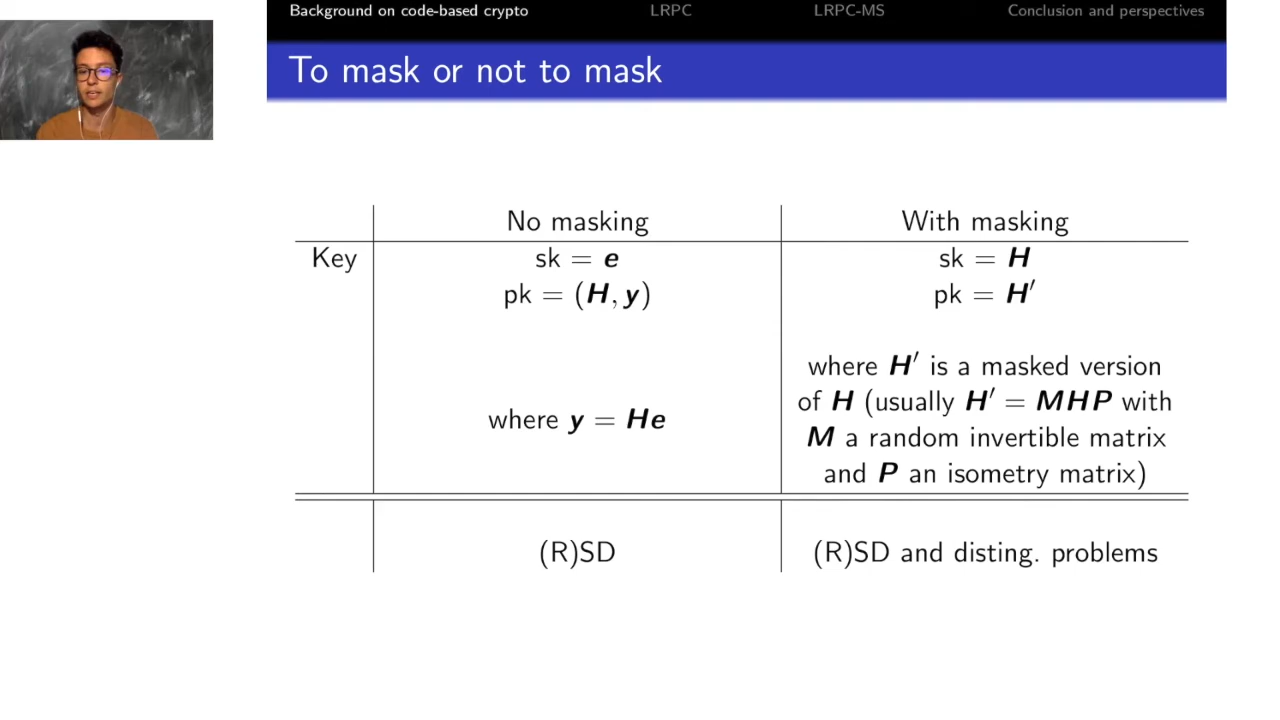 Background on code-based crypto LRPC LRPC-MS Conclusion and perspectives
To mask or not to mask
No masking With masking
Key sk = e sk = H
pk = (H, y) pk = H′
where H′ is a masked version
of H (usually H′ = MHP with
where y = He
M a random invertible matrix
and P an isometry matrix)
(R)SD (R)SD and disting. problems